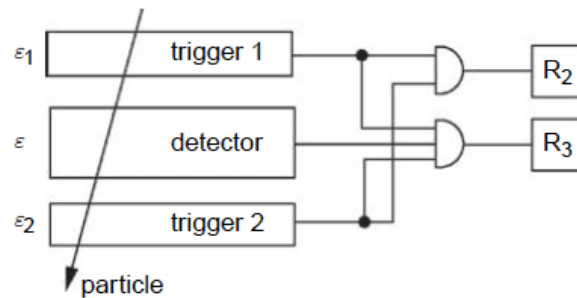 ε₁ trigger 1
R₂
ε detector
R₃
ε₂ trigger 2
particle